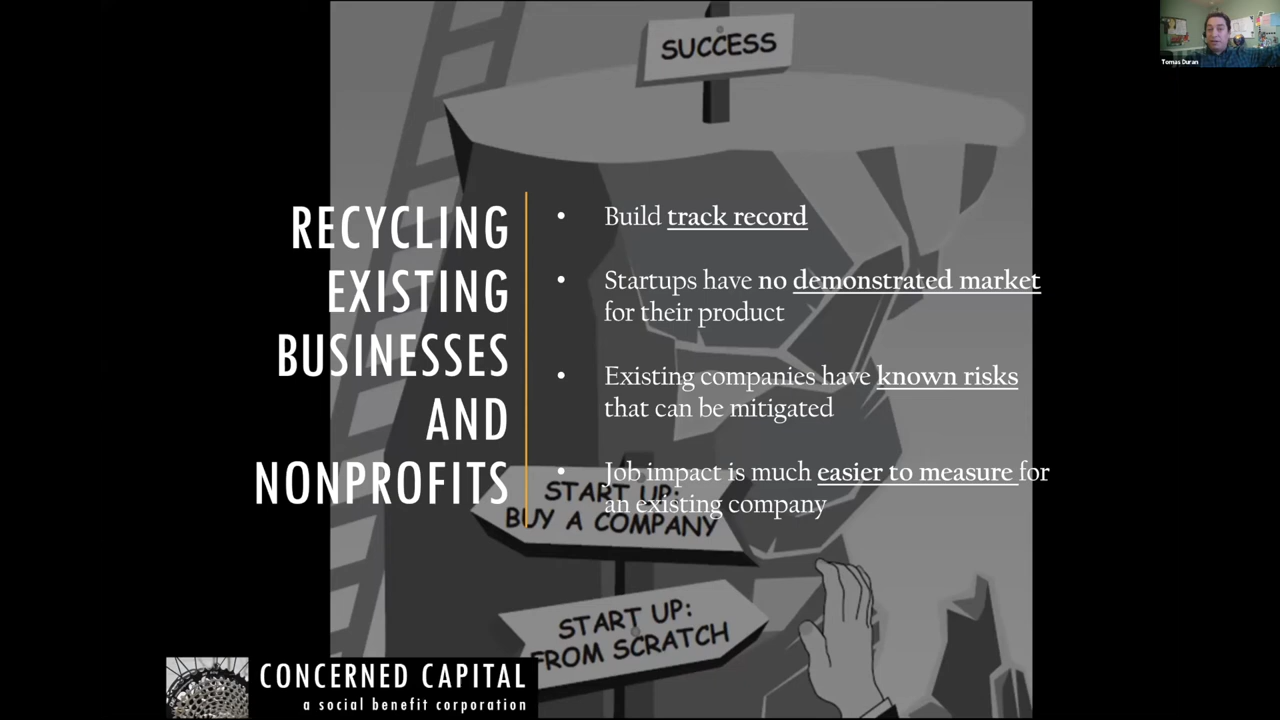 SUCCESS
Tomas Duran
RECYCLING
EXISTING
BUSINESSES
AND
NONPROFITS
• Build track record
• Startups have no demonstrated market
for their product
• Existing companies have known risks
that can be mitigated
• Job impact is much easier to measure for
an existing company
START UP:
BUY A COMPANY
START UP:
FROM SCRATCH
CONCERNED CAPITAL
a social benefit corporation